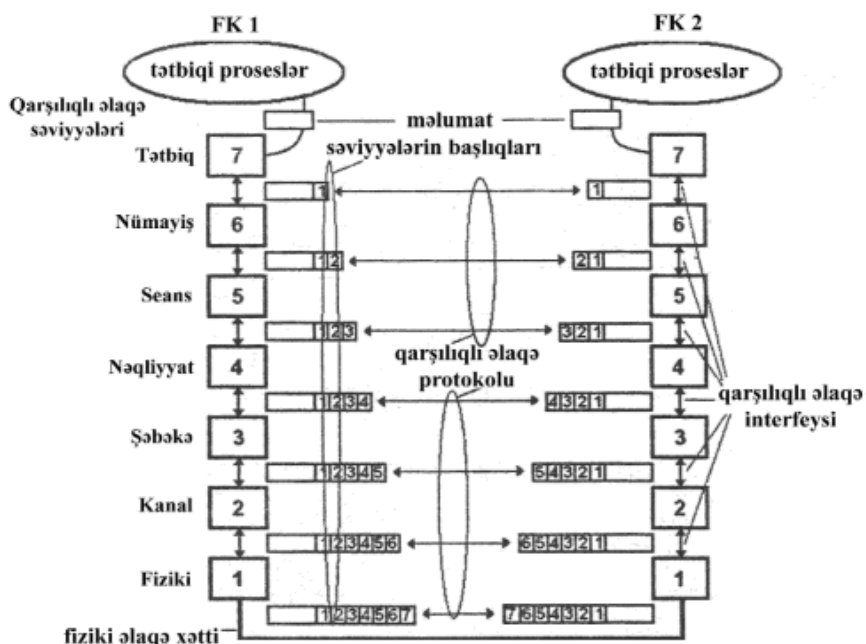 FK 1
FK 2
tətbiqi proseslər
tətbiqi proseslər
Qarşılıqlı əlaqə
səviyyələri
məlumat
səviyyələrin başlıqları
Tətbiq
7
7
1
1
Nümayiş
6
6
1 2
2 1
Seans
5
5
1 2 3
3 2 1
qarşılıqlı əlaqə
protokolu
Nəqliyyat
4
4
qarşılıqlı əlaqə
interfeysi
1 2 3 4
4 3 2 1
Şəbəkə
3
3
1 2 3 4 5
5 4 3 2 1
Kanal
2
2
1 2 3 4 5 6
6 5 4 3 2 1
Fiziki
1
1
1 2 3 4 5 6 7
7 6 5 4 3 2 1
fiziki əlaqə xətti